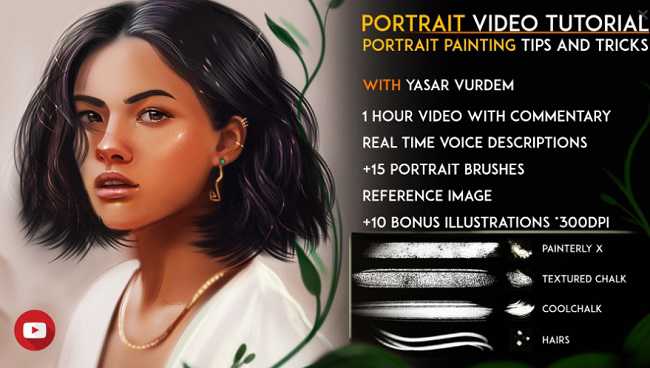 PORTRAIT VIDEO TUTORIAL
PORTRAIT PAINTING TIPS AND TRICKS
WITH YASAR VURDEM
1 HOUR VIDEO WITH COMMENTARY
REAL TIME VOICE DESCRIPTIONS
+15 PORTRAIT BRUSHES
REFERENCE IMAGE
+10 BONUS ILLUSTRATIONS *300DPI
PAINTERLY X
TEXTURED CHALK
COOLCHALK
HAIRS